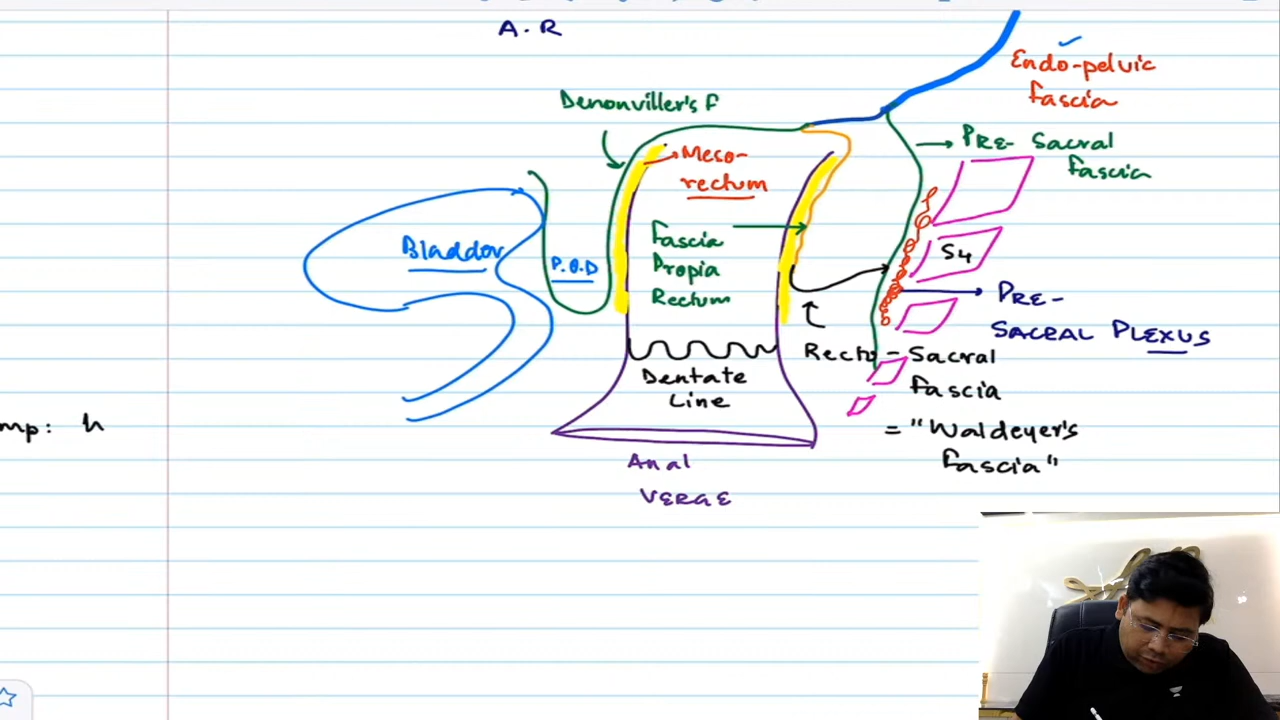 A.R
Endo-pelvic
fascia
Denonviller's f
PRE- Sacral
fascia
Meso-
rectum
Bladder
P.O.D
Fascia
Propia
Rectum
S4
PRE-
SACRAL PLEXUS
Recto-Sacral
fascia
= "Waldeyer's
fascia"
Dentate
Line
mp: h
Anal
VERGE